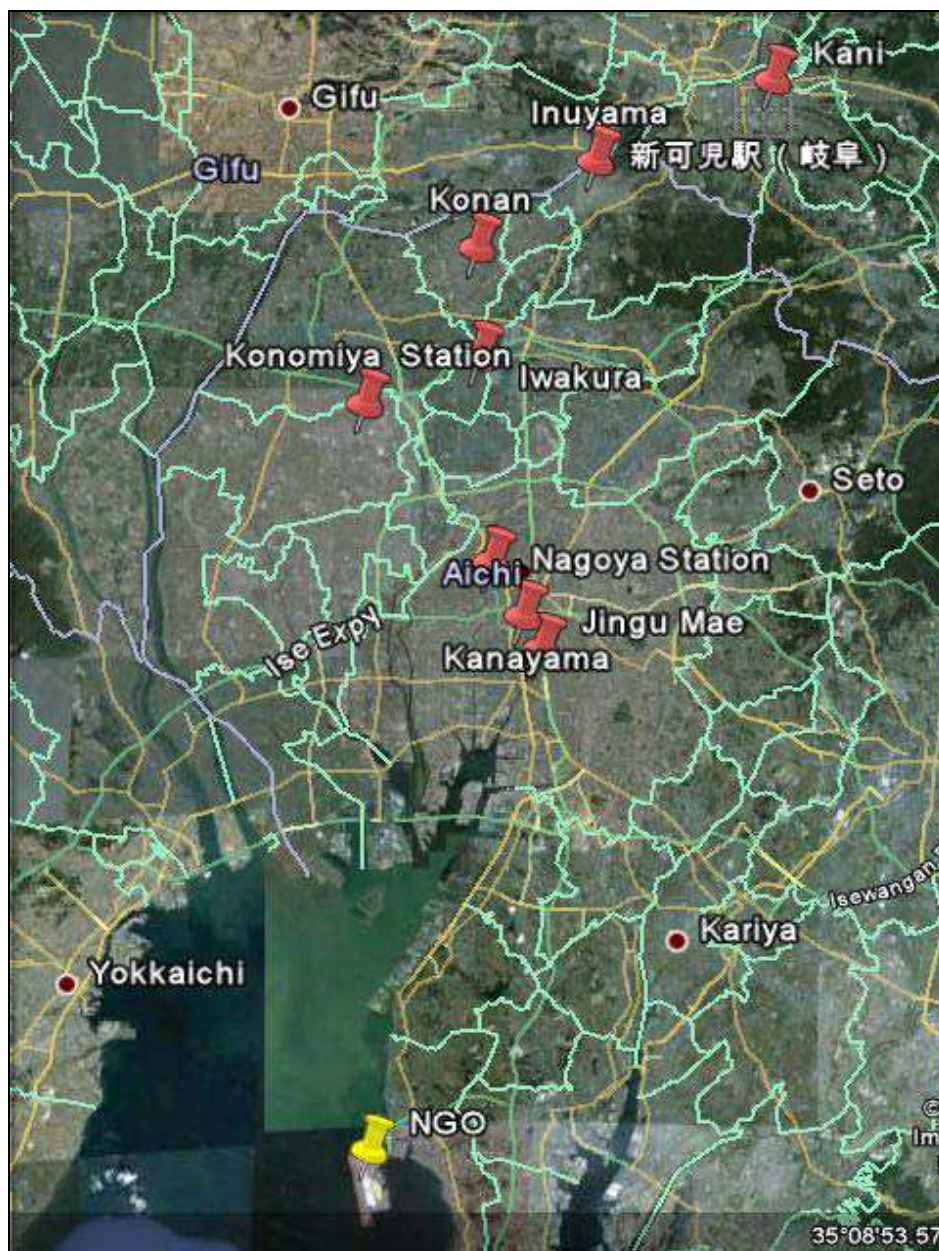 Kani
Gifu
Inuyama
新可児駅（岐阜）
Gifu
Konan
Konomiya Station
Iwakura
Seto
Nagoya Station
Aichi
Jingu Mae
Kanayama
Ise Expy
Isewangan
Kariya
Yokkaichi
NGO
©
Im
35°08'53.57